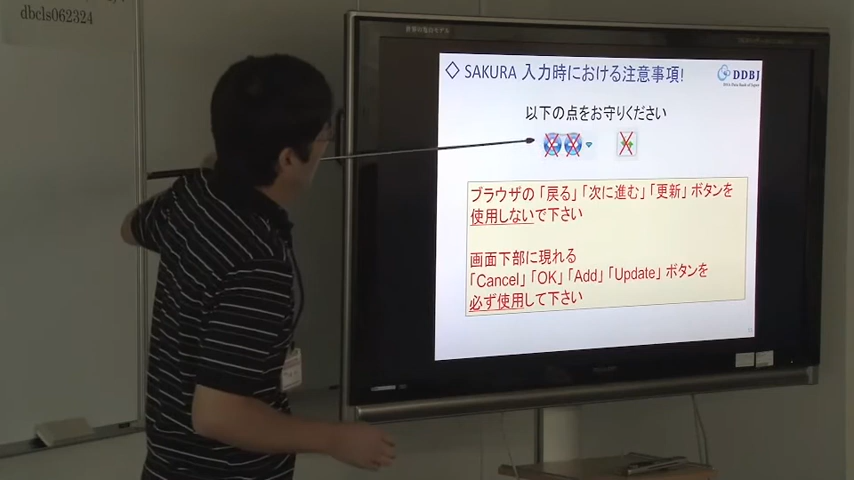 dbcls062324
◇ SAKURA 入力時における注意事項!
DDBJ
以下の点をお守りください
ブラウザの「戻る」「次に進む」「更新」ボタンを
使用しないで下さい
画面下部に現れる
「Cancel」「OK」「Add」「Update」ボタンを
必ず使用して下さい